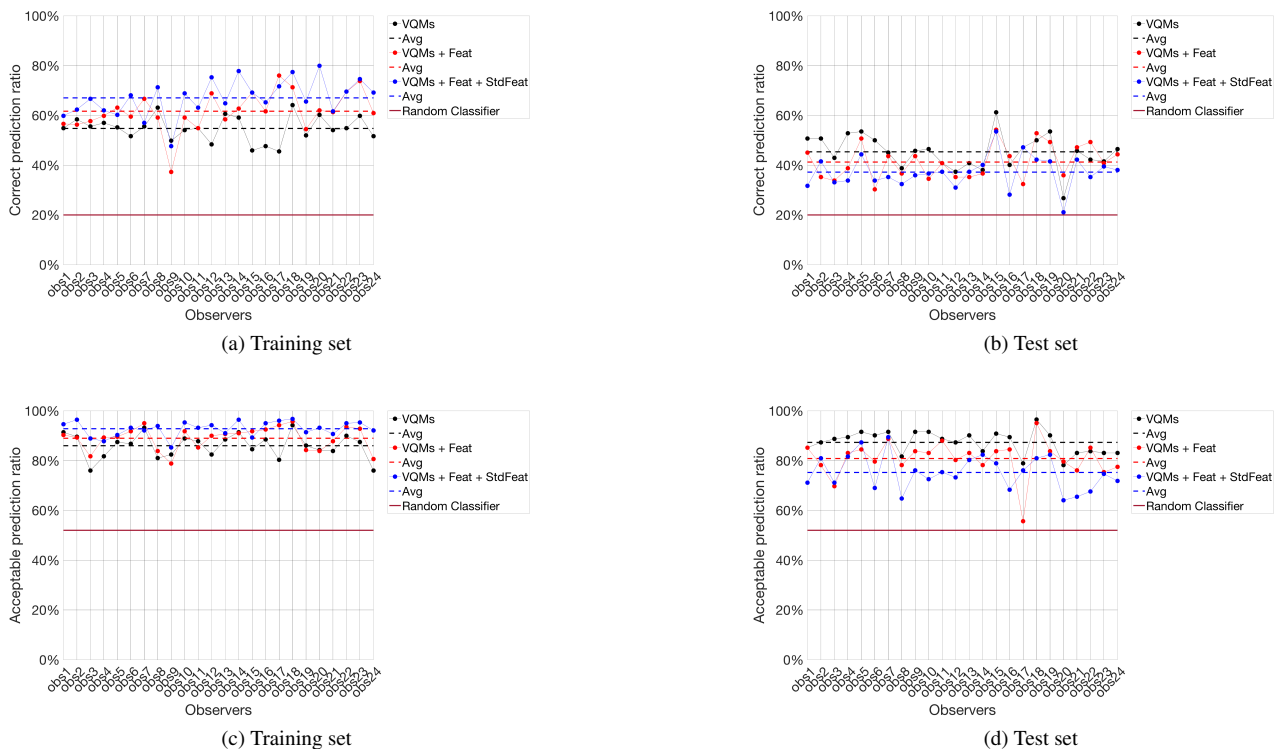 100%
80%
60%
40%
20%
0%
Correct prediction ratio
obs1 obs2 obs3 obs4 obs5 obs6 obs7 obs8 obs9 obs10 obs11 obs12 obs13 obs14 obs15 obs16 obs17 obs18 obs19 obs20 obs21 obs22 obs23 obs24
Observers
VQMs
Avg
VQMs + Feat
Avg
VQMs + Feat + StdFeat
Avg
Random Classifier
(a) Training set
100%
80%
60%
40%
20%
0%
Correct prediction ratio
obs1 obs2 obs3 obs4 obs5 obs6 obs7 obs8 obs9 obs10 obs11 obs12 obs13 obs14 obs15 obs16 obs17 obs18 obs19 obs20 obs21 obs22 obs23 obs24
Observers
VQMs
Avg
VQMs + Feat
Avg
VQMs + Feat + StdFeat
Avg
Random Classifier
(b) Test set
100%
80%
60%
40%
20%
0%
Acceptable prediction ratio
obs1 obs2 obs3 obs4 obs5 obs6 obs7 obs8 obs9 obs10 obs11 obs12 obs13 obs14 obs15 obs16 obs17 obs18 obs19 obs20 obs21 obs22 obs23 obs24
Observers
VQMs
Avg
VQMs + Feat
Avg
VQMs + Feat + StdFeat
Avg
Random Classifier
(c) Training set
100%
80%
60%
40%
20%
0%
Acceptable prediction ratio
obs1 obs2 obs3 obs4 obs5 obs6 obs7 obs8 obs9 obs10 obs11 obs12 obs13 obs14 obs15 obs16 obs17 obs18 obs19 obs20 obs21 obs22 obs23 obs24
Observers
VQMs
Avg
VQMs + Feat
Avg
VQMs + Feat + StdFeat
Avg
Random Classifier
(d) Test set